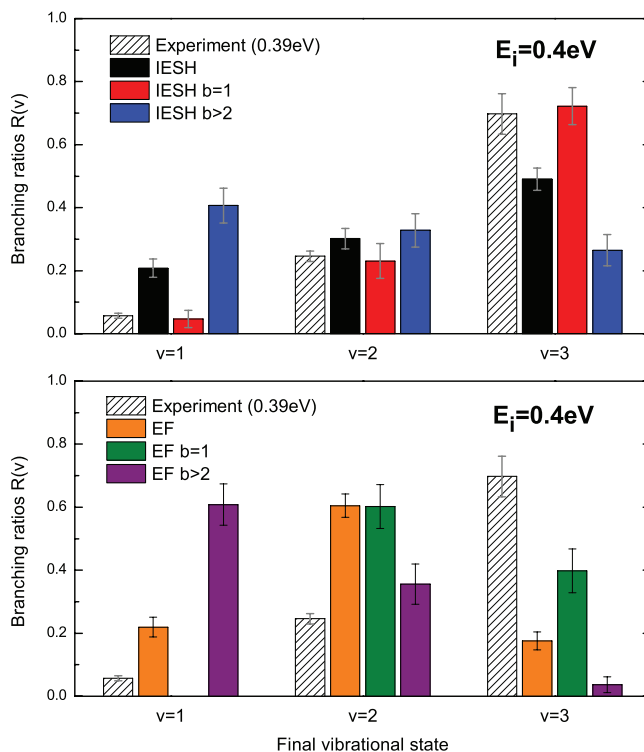 1.0
0.8
0.6
0.4
0.2
0.0
Branching ratios R(v)
Experiment (0.39eV)
IESH
IESH b=1
IESH b>2
Ei=0.4eV
v=1 v=2 v=3
1.0
0.8
0.6
0.4
0.2
0.0
Branching ratios R(v)
Experiment (0.39eV)
EF
EF b=1
EF b>2
Ei=0.4eV
v=1 v=2 v=3
Final vibrational state